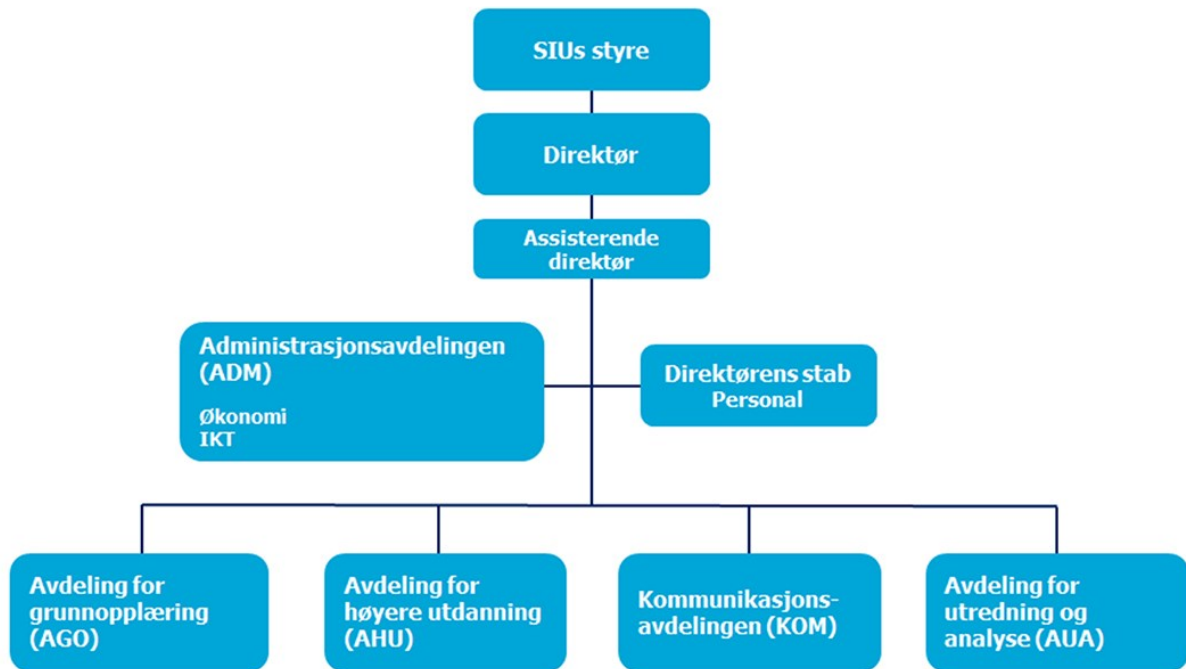 SIUs styre
Direktør
Assisterende
direktør
Administrasjonsavdelingen
(ADM)
Økonomi
IKT
Direktørens stab
Personal
Avdeling for
grunnopplæring
(AGO)
Avdeling for
høyere utdanning
(AHU)
Kommunikasjons-
avdelingen (KOM)
Avdeling for
utredning og
analyse (AUA)